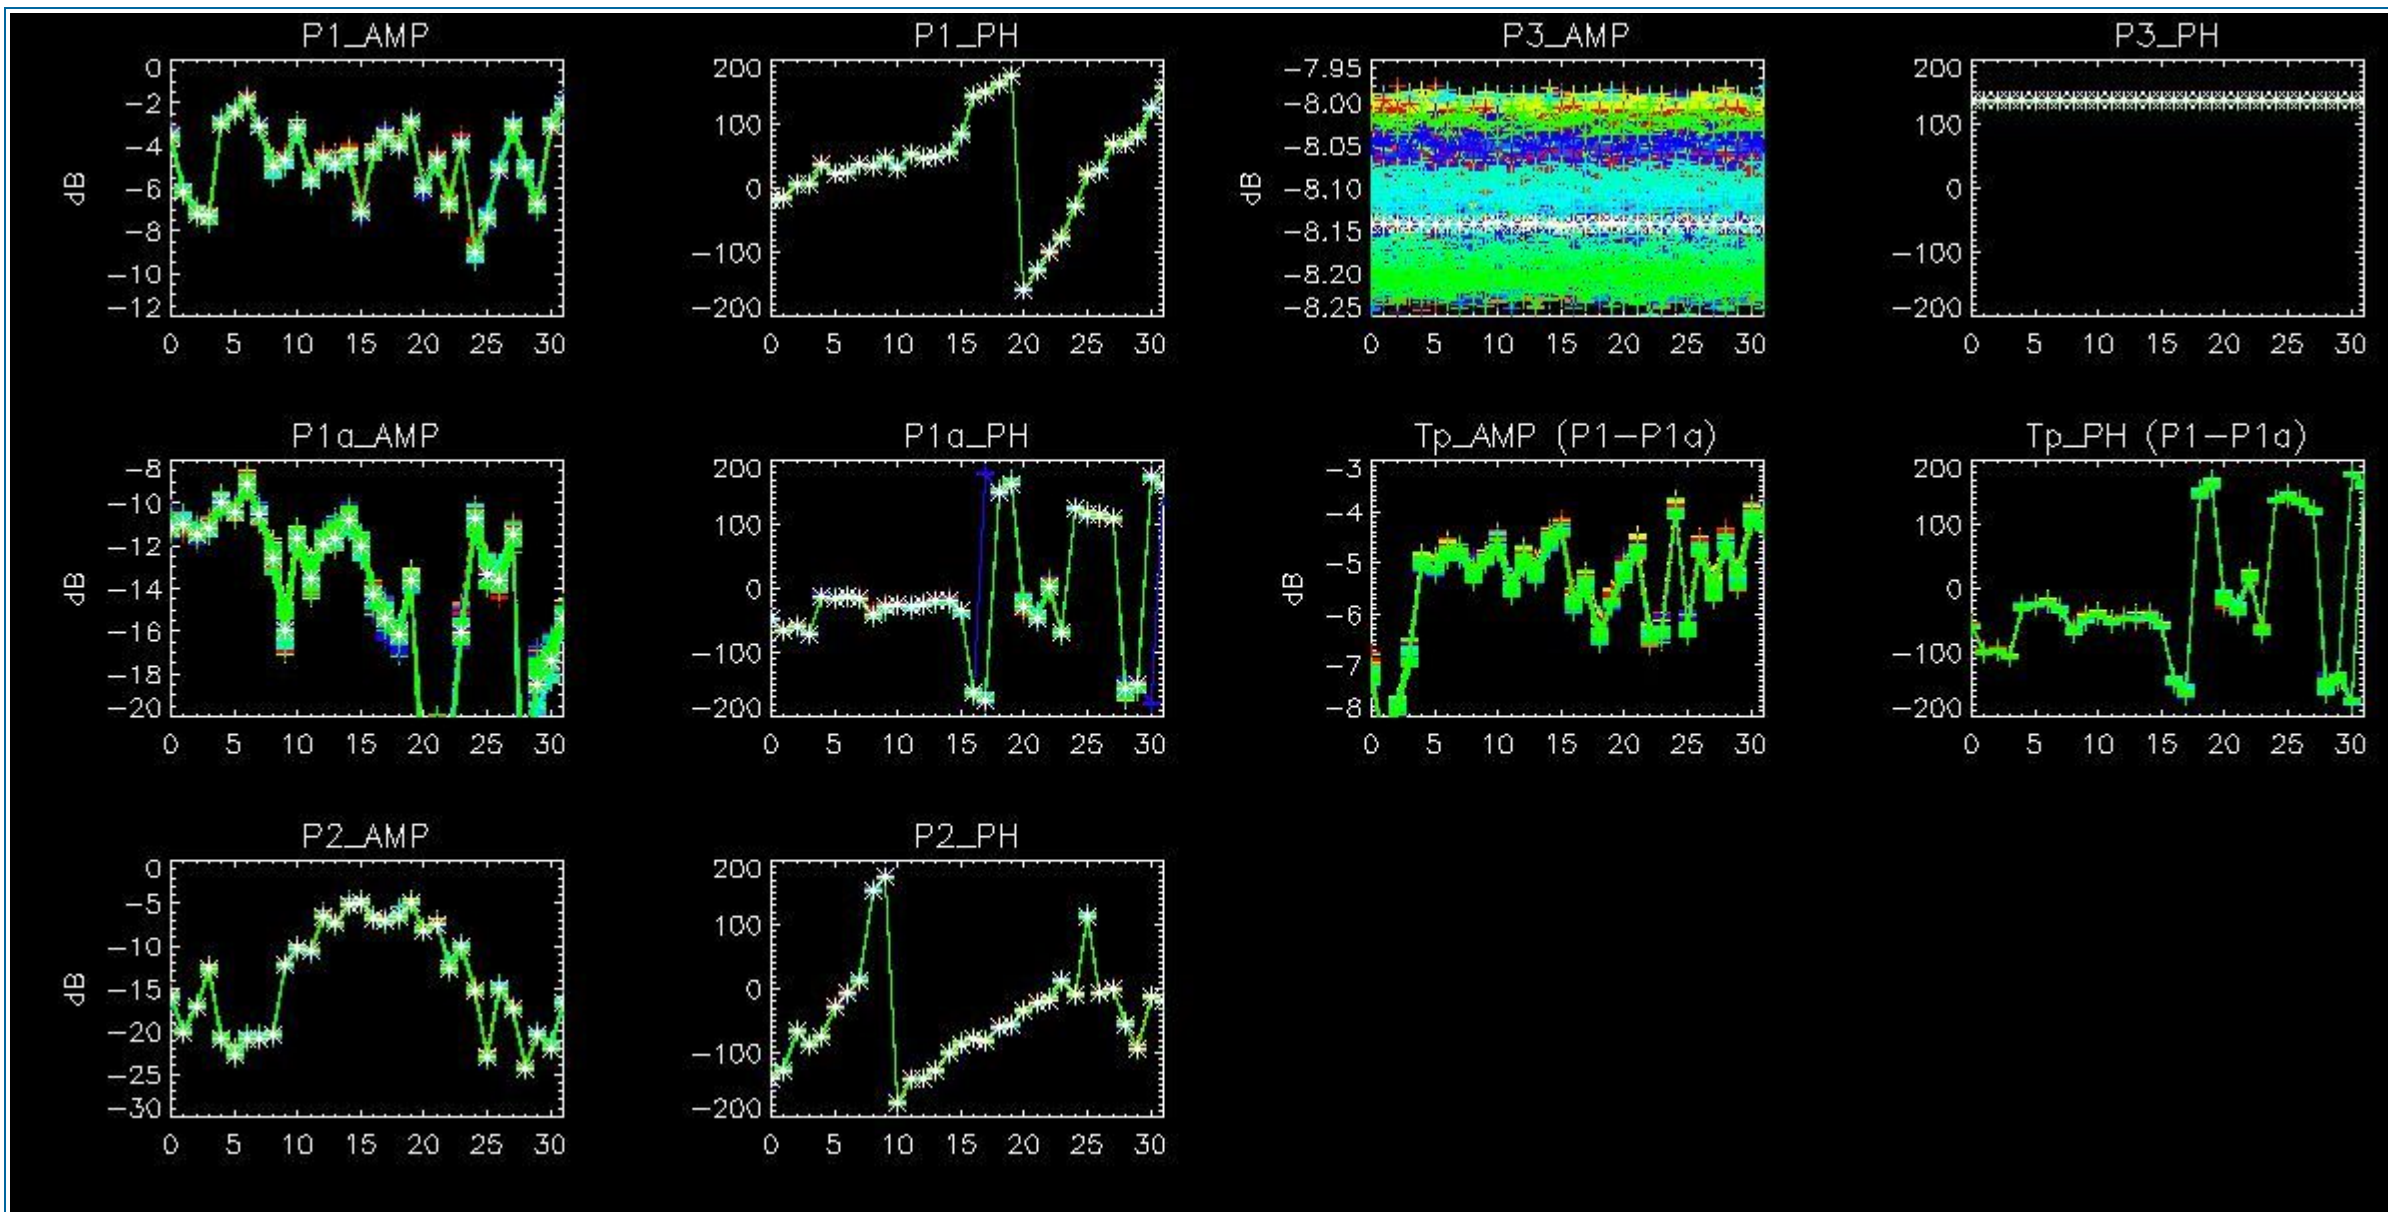 P1_AMP P1_PH P3_AMP P3_PH
0 200 -7.95 200
-2 100 -8.00 100
-4 0 -8.05 0
-6 -100 -8.10 -100
-8 -200 -8.15 -200
-10 -8.20
-12 -8.25
dB dB
0 5 10 15 20 25 30 0 5 10 15 20 25 30 0 5 10 15 20 25 30 0 5 10 15 20 25 30
P1a_AMP P1a_PH Tp_AMP (P1-P1a) Tp_PH (P1-P1a)
-8 200 -3 200
-10 100 -4 100
-12 0 -5 0
-14 -100 -6 -100
-16 -200 -7 -200
-18 -8
-20
dB dB
0 5 10 15 20 25 30 0 5 10 15 20 25 30 0 5 10 15 20 25 30 0 5 10 15 20 25 30
P2_AMP P2_PH
0 200
-5 100
-10 0
-15 -100
-20 -200
-25
-30
dB
0 5 10 15 20 25 30 0 5 10 15 20 25 30